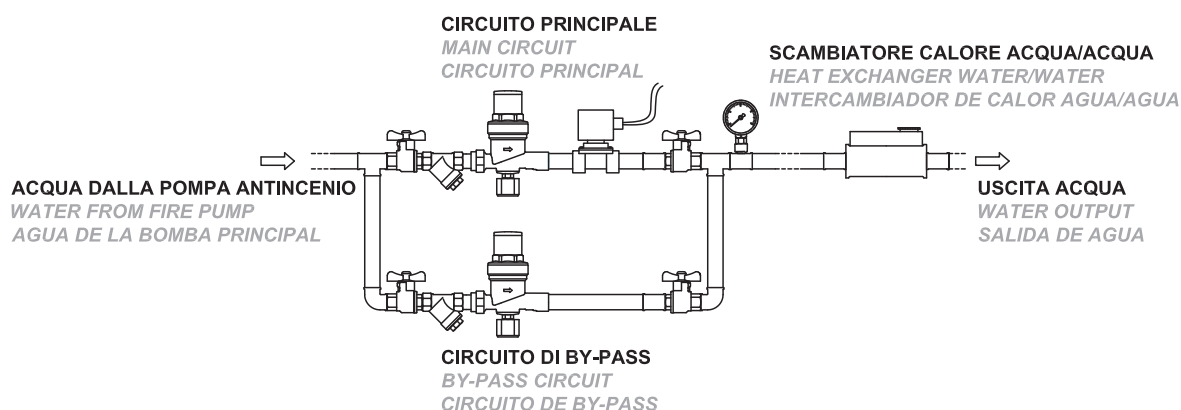 CIRCUITO PRINCIPALE
MAIN CIRCUIT
CIRCUITO PRINCIPAL
SCAMBIATORE CALORE ACQUA/ACQUA
HEAT EXCHANGER WATER/WATER
INTERCAMBIADOR DE CALOR AGUA/AGUA
ACQUA DALLA POMPA ANTINCENIO
WATER FROM FIRE PUMP
AGUA DE LA BOMBA PRINCIPAL
USCITA ACQUA
WATER OUTPUT
SALIDA DE AGUA
CIRCUITO DI BY-PASS
BY-PASS CIRCUIT
CIRCUITO DE BY-PASS